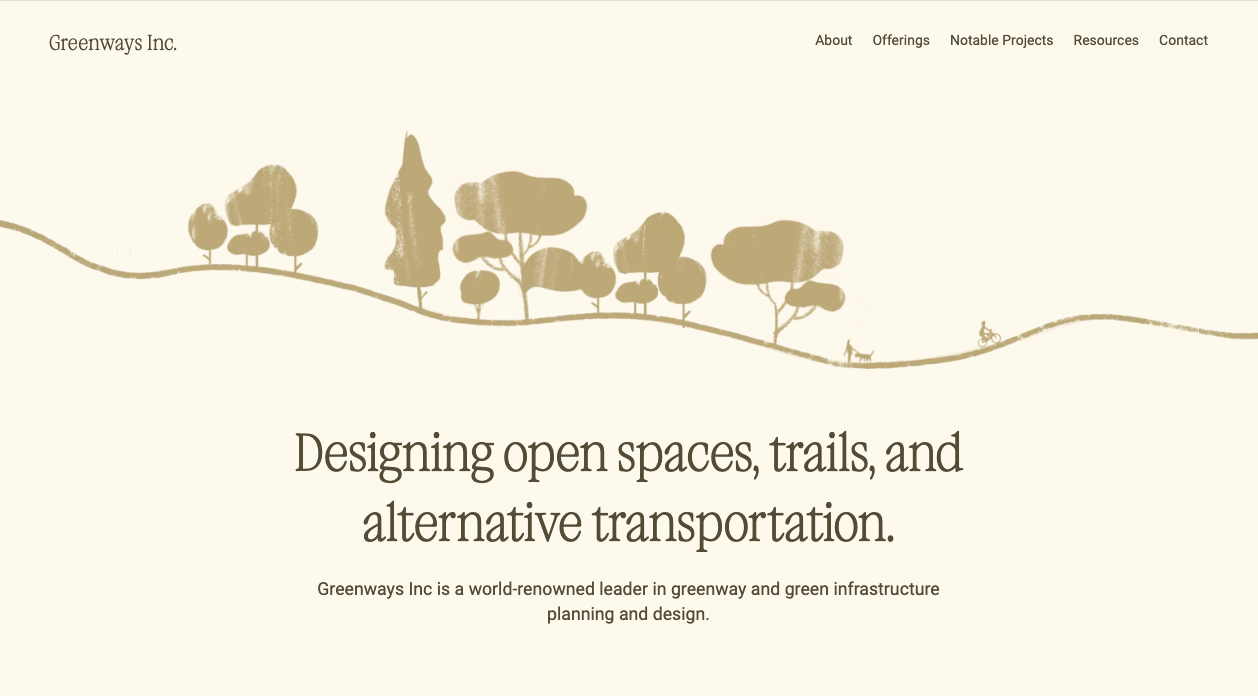 Greenways Inc.
About Offerings Notable Projects Resources Contact
Designing open spaces, trails, and
alternative transportation.
Greenways Inc is a world-renowned leader in greenway and green infrastructure
planning and design.